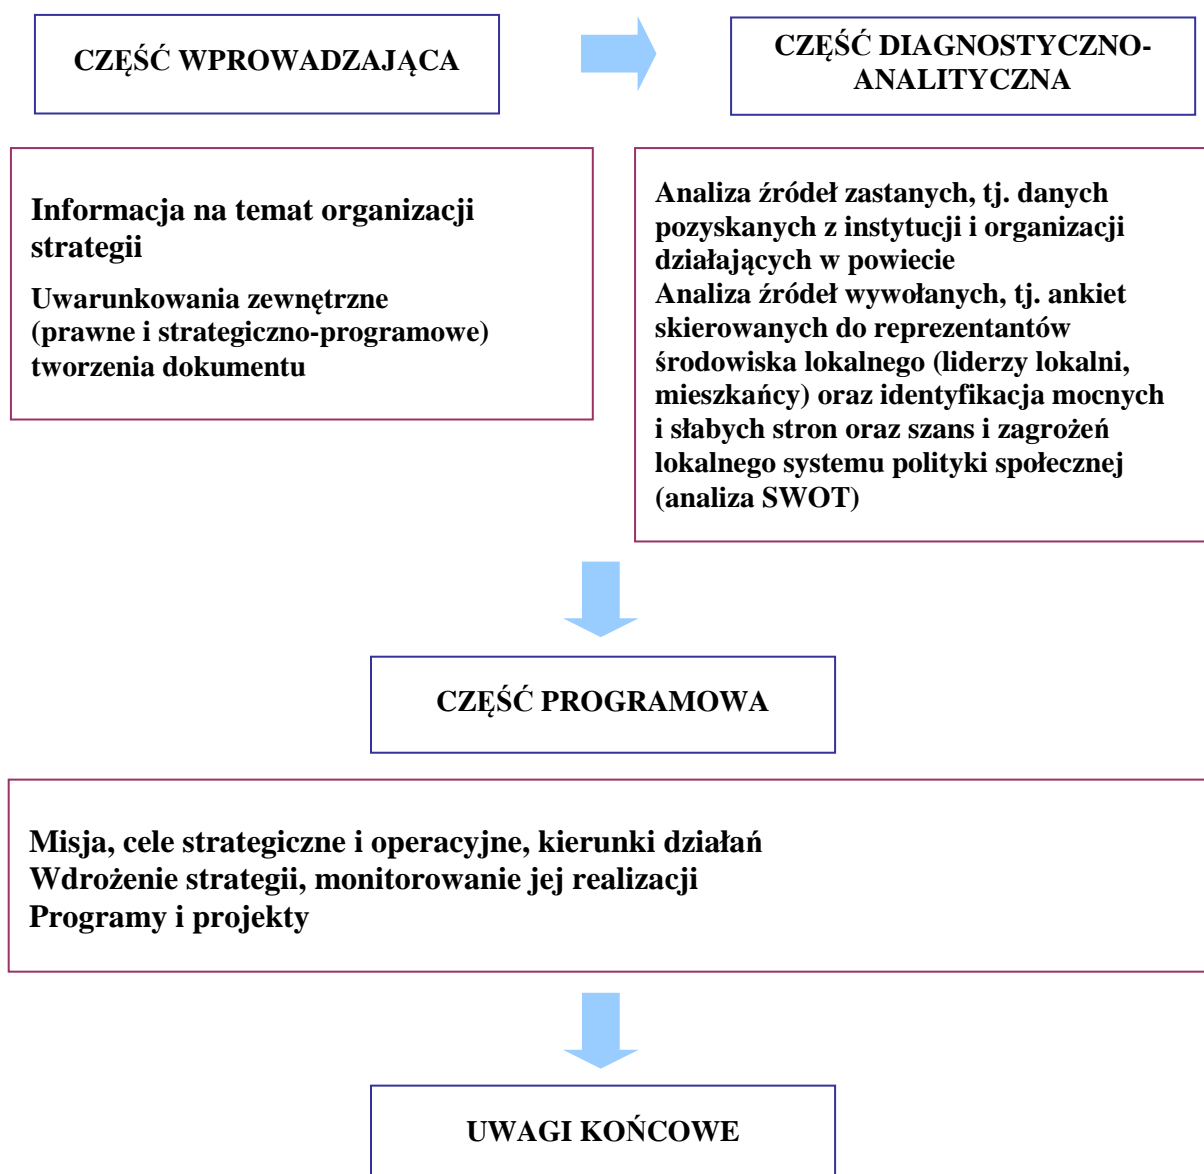 CZĘŚĆ WPROWADZAJĄCA
CZĘŚĆ DIAGNOSTYCZNO-
ANALITYCZNA
Informacja na temat organizacji
strategii
Uwarunkowania zewnętrzne
(prawne i strategiczno-programowe)
tworzenia dokumentu
Analiza źródeł zastanych, tj. danych
pozyskanych z instytucji i organizacji
działających w powiecie
Analiza źródeł wywołanych, tj. ankiet
skierowanych do reprezentantów
środowiska lokalnego (liderzy lokalni,
mieszkańcy) oraz identyfikacja mocnych
i słabych stron oraz szans i zagrożeń
lokalnego systemu polityki społecznej
(analiza SWOT)
CZĘŚĆ PROGRAMOWA
Misja, cele strategiczne i operacyjne, kierunki działań
Wdrożenie strategii, monitorowanie jej realizacji
Programy i projekty
UWAGI KOŃCOWE